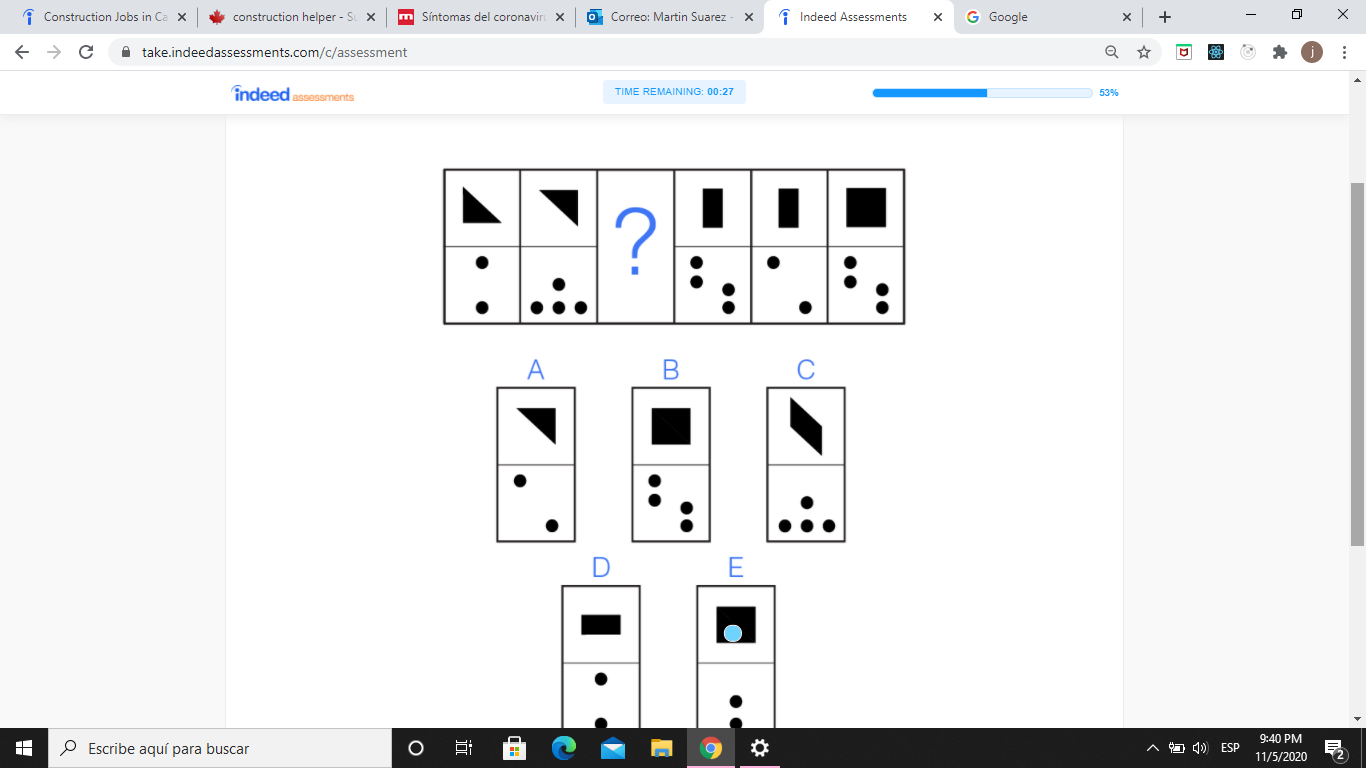 Construction Jobs in Ca
construction helper - Su
Síntomas del coronaviru
Correo: Martin Suarez -
Indeed Assessments
Google
take.indeedassessments.com/c/assessment
j
indeed assessments
TIME REMAINING: 00:27
53%
?
A
B
C
D
E
Escribe aquí para buscar
ESP
9:40 PM
11/5/2020
2